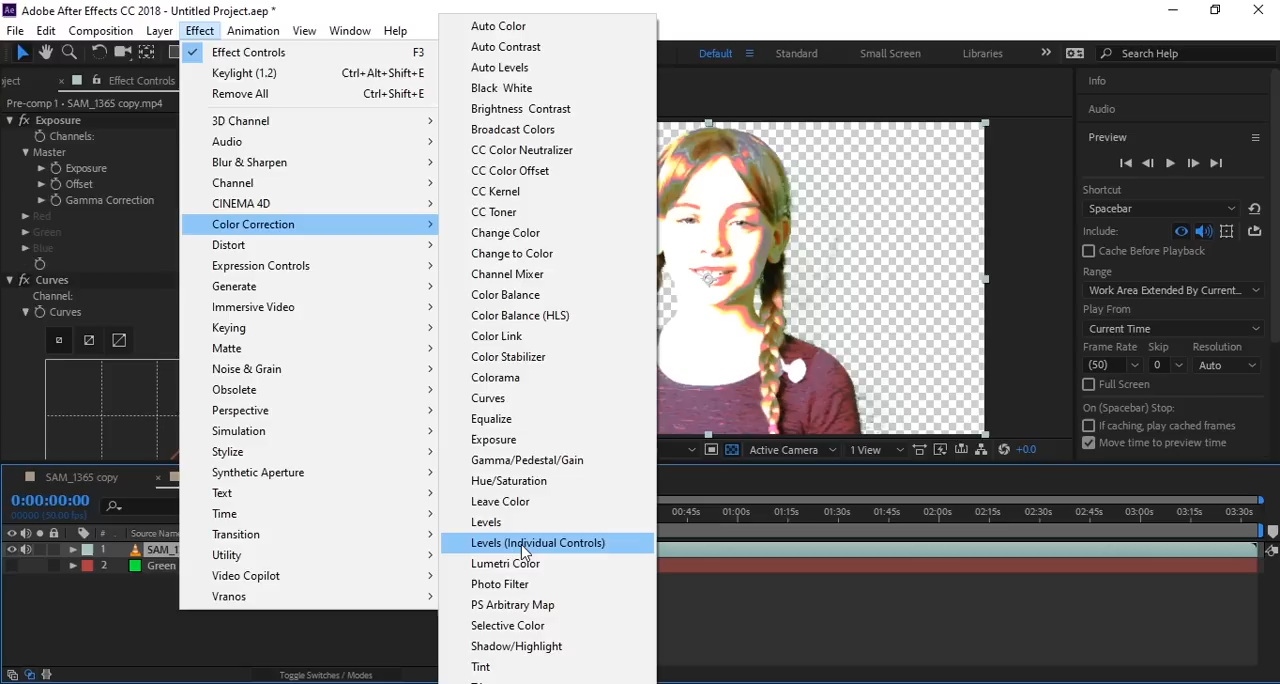 Ae Adobe After Effects CC 2018 - Untitled Project.aep *
File Edit Composition Layer Effect Animation View Window Help
Default Standard Small Screen Libraries Search Help
ject Effect Controls
Pre-comp 1 • SAM_1365 copy.mp4
fx Exposure
Channels:
Master
Exposure
Offset
Gamma Correction
Red
Green
Blue
fx Curves
Channel:
Curves
Effect Controls F3
Keylight (1.2) Ctrl+Alt+Shift+E
Remove All Ctrl+Shift+E
3D Channel
Audio
Blur & Sharpen
Channel
CINEMA 4D
Color Correction
Distort
Expression Controls
Generate
Immersive Video
Keying
Matte
Noise & Grain
Obsolete
Perspective
Simulation
Stylize
Synthetic Aperture
Text
Time
Transition
Utility
Video Copilot
Vranos
Auto Color
Auto Contrast
Auto Levels
Black White
Brightness Contrast
Broadcast Colors
CC Color Neutralizer
CC Color Offset
CC Kernel
CC Toner
Change Color
Change to Color
Channel Mixer
Color Balance
Color Balance (HLS)
Color Link
Color Stabilizer
Colorama
Curves
Equalize
Exposure
Gamma/Pedestal/Gain
Hue/Saturation
Leave Color
Levels
Levels (Individual Controls)
Lumetri Color
Photo Filter
PS Arbitrary Map
Selective Color
Shadow/Highlight
Tint
Info
Audio
Preview
Shortcut
Spacebar
Include:
Cache Before Playback
Range
Work Area Extended By Current...
Play From
Current Time
Frame Rate Skip Resolution
(50) 0 Auto
Full Screen
On (Spacebar) Stop:
If caching, play cached frames
Move time to preview time
Active Camera 1 View +0.0
SAM_1365 copy
0:00:00:00
00000 (50.00 fps)
# Source Name
1 SAM_1
2 Green
00:45s 01:00s 01:15s 01:30s 01:45s 02:00s 02:15s 02:30s 02:45s 03:00s 03:15s 03:30s
Toggle Switches / Modes